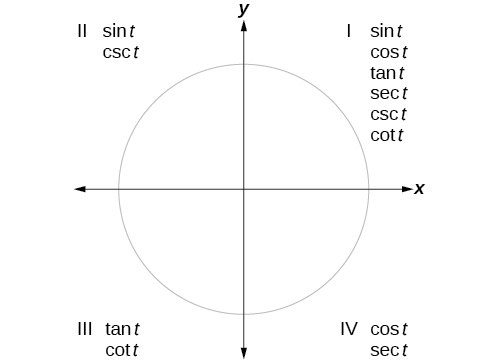 y
II sin t
csc t
I sin t
cos t
tan t
sec t
csc t
cot t
x
III tan t
cot t
IV cos t
sec t